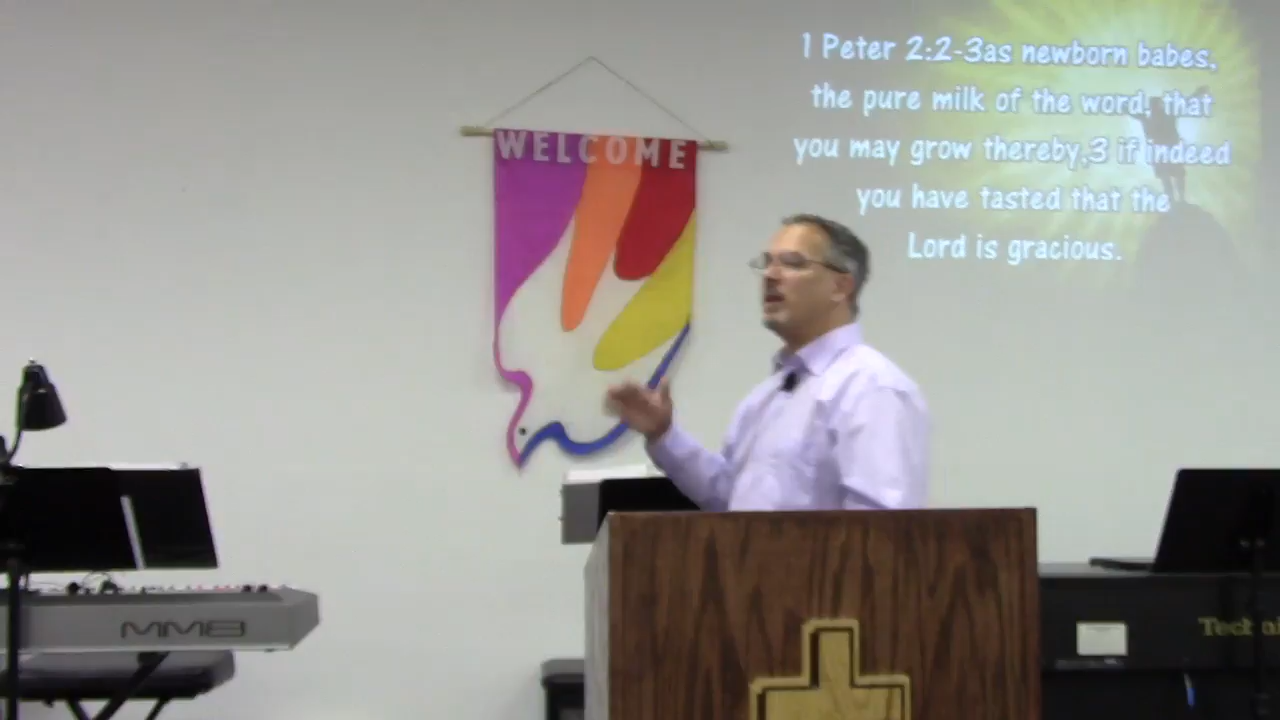 1 Peter 2:2-3as newborn babes,
the pure milk of the word, that
you may grow thereby,3 if indeed
you have tasted that the
Lord is gracious.
WELCOME
MM8